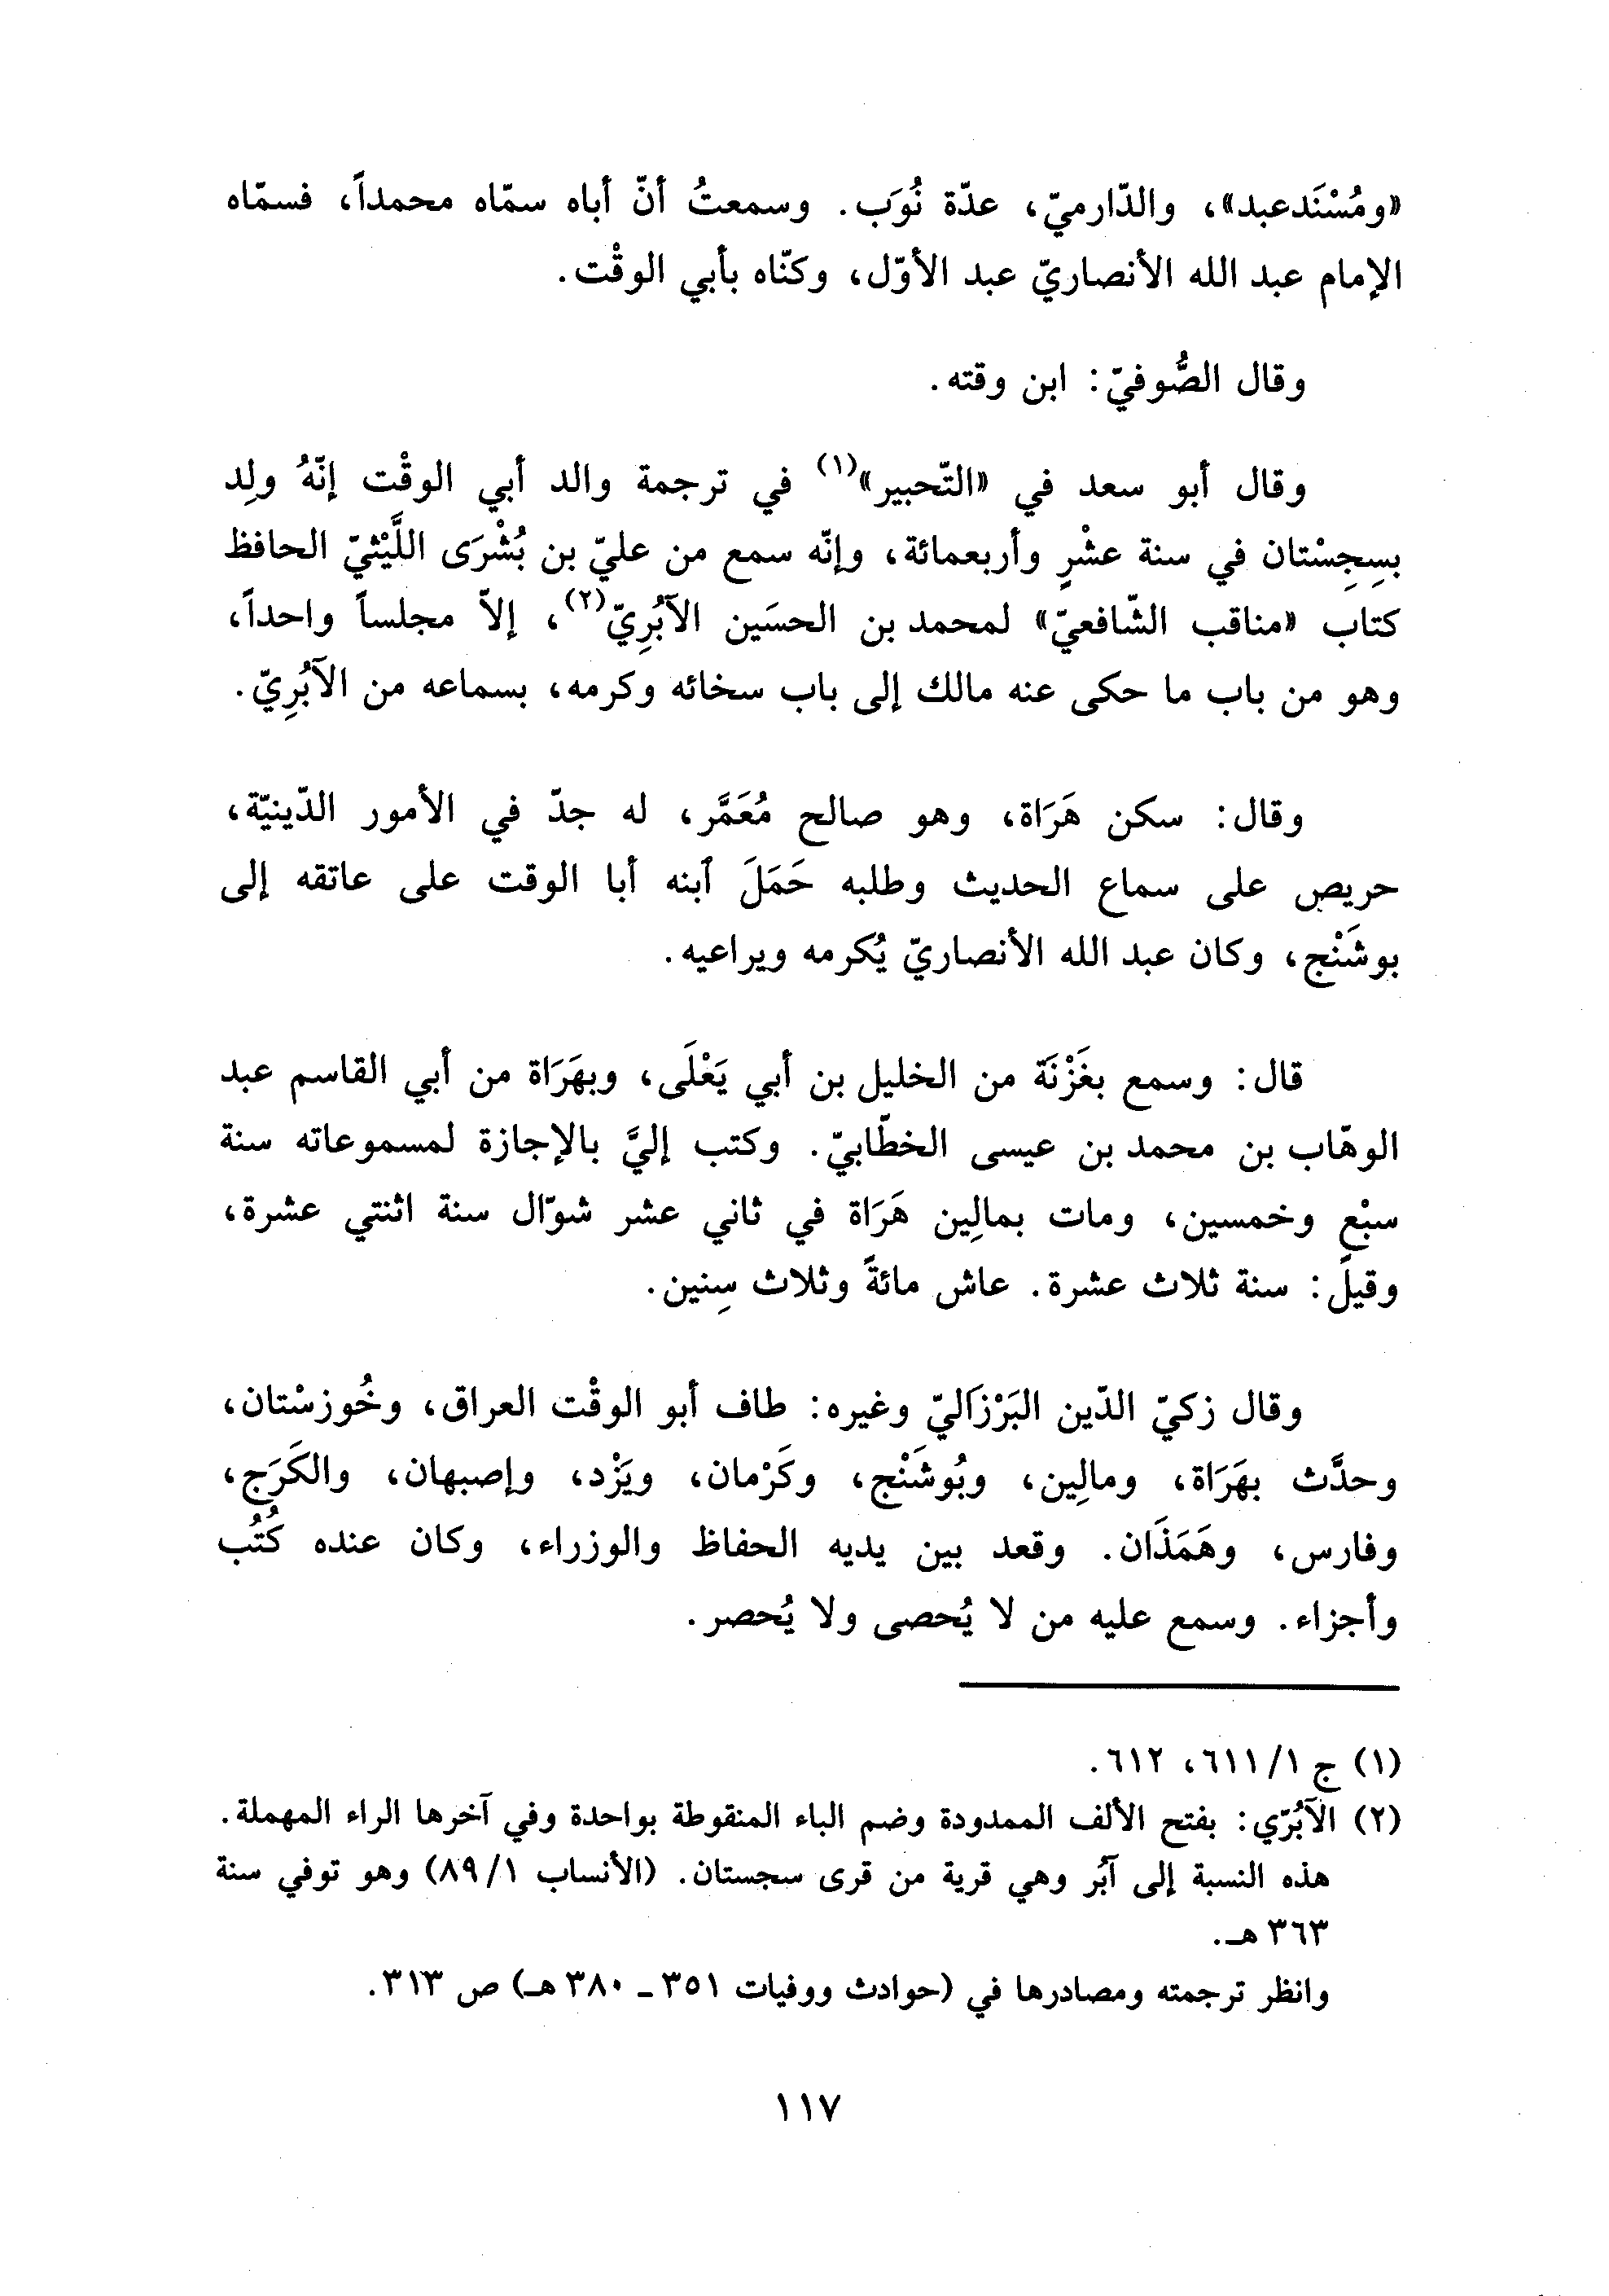 «ومُسْنَد عبد»، والدّارميّ، عدّة نُوَب. وسمعتُ أنّ أباه سمّاه محمداً، فسمّاه
الإمام عبد الله الأنصاريّ عبد الأوّل، وكنّاه بأبي الوقْت.
وقال الصُّوفيّ: ابن وقته.
وقال أبو سعد في «التّحبير»(١) في ترجمة والد أبي الوقْت إنّهُ ولِد
بسِجِسْتان في سنة عشْرٍ وأربعمائة، وإنّه سمع من عليّ بن بُشْرَى اللَّيْثيّ الحافظ
كتاب «مناقب الشّافعيّ» لمحمد بن الحسَين الآبُرِيّ(٢)، إلاّ مجلساً واحداً،
وهو من باب ما حكى عنه مالك إلى باب سخائه وكرمه، بسماعه من الآبُرِيّ.
وقال: سكن هَرَاة، وهو صالح مُعَمَّر، له جدّ في الأمور الدّينيّة،
حريص على سماع الحديث وطلبه حَمَلَ ٱبنه أبا الوقت على عاتقه إلى
بوشَنْج، وكان عبد الله الأنصاريّ يُكرمه ويراعيه.
قال: وسمع بغَزْنَة من الخليل بن أبي يَعْلَى، وبهَرَاة من أبي القاسم عبد
الوهّاب بن محمد بن عيسى الخطّابيّ. وكتب إليَّ بالإجازة لمسموعاته سنة
سبْعٍ وخمسين، ومات بمالِين هَرَاة في ثاني عشر شوّال سنة اثنتي عشرة،
وقيل: سنة ثلاث عشرة. عاش مائةً وثلاث سِنين.
وقال زكيّ الدّين البَرْزَاليّ وغيره: طاف أبو الوقْت العراق، وخُوزسْتان،
وحدَّث بهَرَاة، ومالِين، وبُوشَنْج، وكَرْمان، ويَزْد، وإصبهان، والكَرَج،
وفارس، وهَمَذَان. وقعد بين يديه الحفاظ والوزراء، وكان عنده كُتُب
وأجزاء. وسمع عليه من لا يُحصى ولا يُحصر.
(١) ج ١/ ٦١١، ٦١٢.
(٢) الآبُرّي: بفتح الألف الممدودة وضم الباء المنقوطة بواحدة وفي آخرها الراء المهملة.
هذه النسبة إلى آبُر وهي قرية من قرى سجستان. (الأنساب ١/ ٨٩) وهو توفي سنة
٣٦٣ هـ.
وانظر ترجمته ومصادرها في (حوادث ووفيات ٣٥١ ـ ٣٨٠ هـ) ص ٣١٣.
١١٧